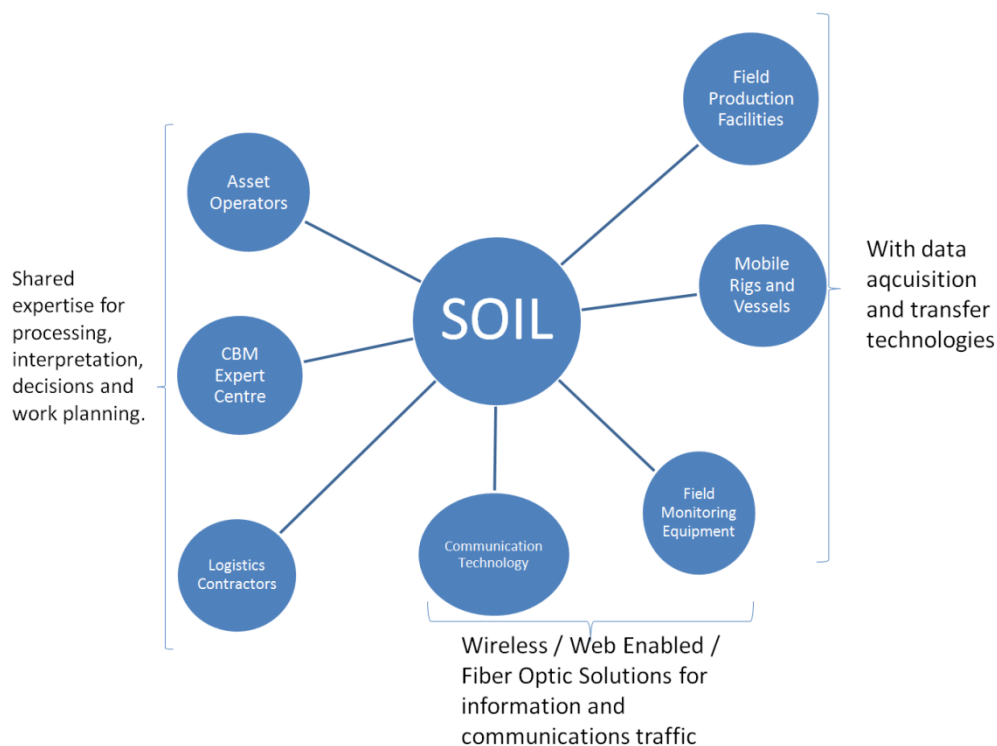 Field
Production
Facilities
Asset
Operators
Mobile
Rigs and
Vessels
With data
aqcuisition
and transfer
technologies
SOIL
Shared
expertise for
processing,
interpretation,
decisions and
work planning.
CBM
Expert
Centre
Field
Monitoring
Equipment
Communication
Technology
Logistics
Contractors
Wireless / Web Enabled /
Fiber Optic Solutions for
information and
communications traffic